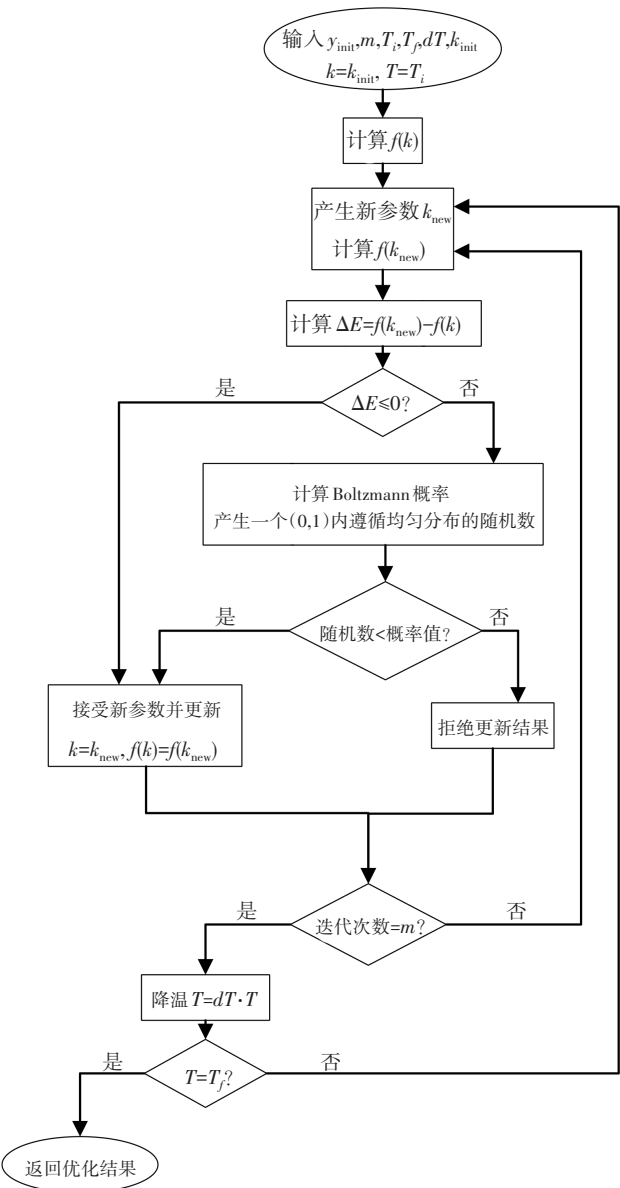 输入 y_init,m,T_i,T_f,dT,k_init
k=k_init, T=T_i
计算 f(k)
产生新参数 k_new
计算 f(k_new)
计算 ΔE=f(k_new)−f(k)
是
否
ΔE≤0?
计算 Boltzmann 概率
产生一个(0,1)内遵循均匀分布的随机数
是
否
随机数<概率值?
接受新参数并更新
k=k_new, f(k)=f(k_new)
拒绝更新结果
是
否
迭代次数=m?
降温 T=dT·T
是
否
T=T_f?
返回优化结果